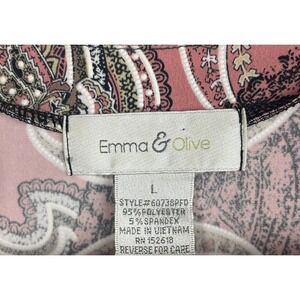 Emma & Olive
L
STYLE#60738PFD
95%POLYESTER
5%SPANDEX
MADE IN VIETNAM
RN 152618
REVERSE FOR CARE